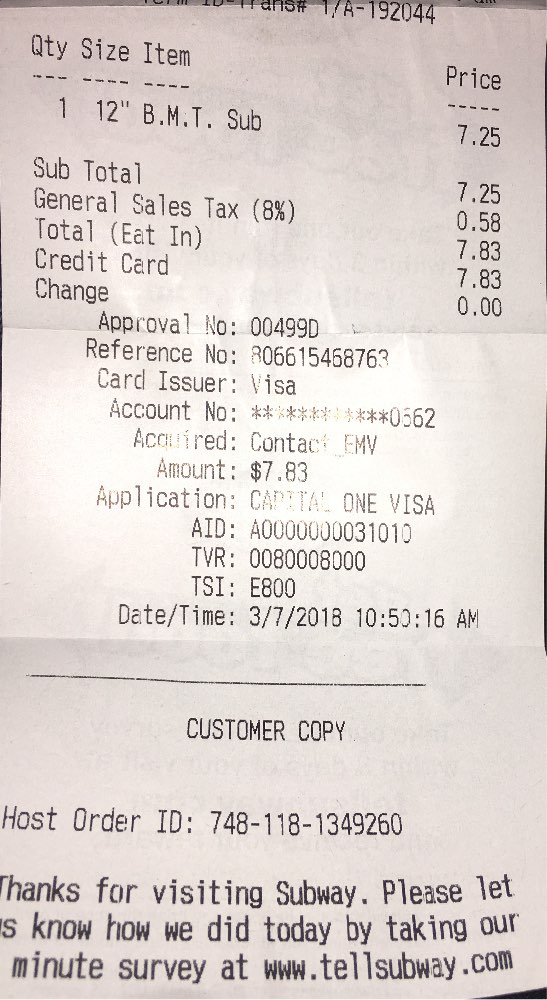 Term ID-Trans# 1/A-192044
Qty Size Item Price
--- ---- ---- -----
1 12" B.M.T. Sub 7.25
Sub Total 7.25
General Sales Tax (8%) 0.58
Total (Eat In) 7.83
Credit Card 7.83
Change 0.00
Approval No: 00499D
Reference No: 806615468763
Card Issuer: Visa
Account No: ************0662
Acquired: Contact_EMV
Amount: $7.83
Application: CAPITAL ONE VISA
AID: A0000000031010
TVR: 0080008000
TSI: E800
Date/Time: 3/7/2018 10:50:16 AM
CUSTOMER COPY
Host Order ID: 748-118-1349260
Thanks for visiting Subway. Please let
us know how we did today by taking our
minute survey at www.tellsubway.com